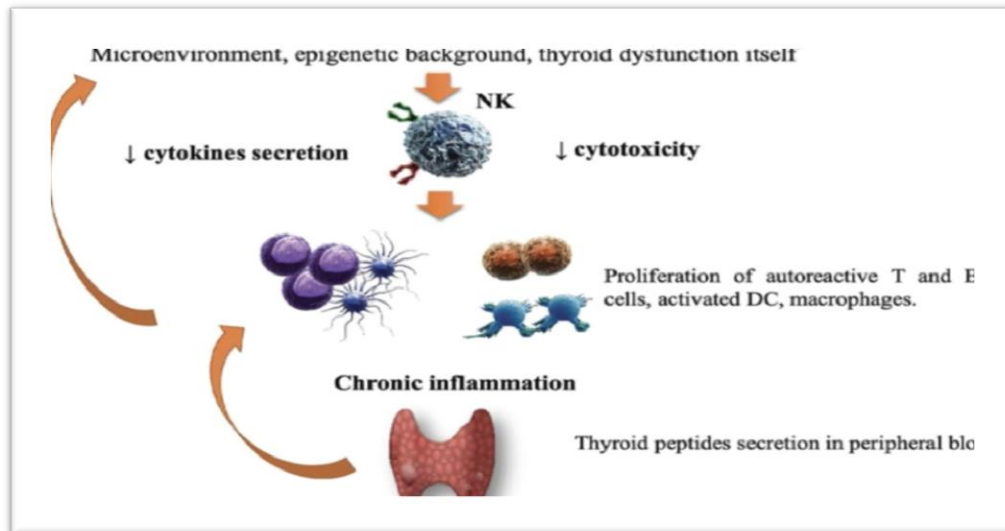 Microenvironment, epigenetic background, thyroid dysfunction itself
NK
↓ cytokines secretion
↓ cytotoxicity
Proliferation of autoreactive T and
cells, activated DC, macrophages.
Chronic inflammation
Thyroid peptides secretion in peripheral